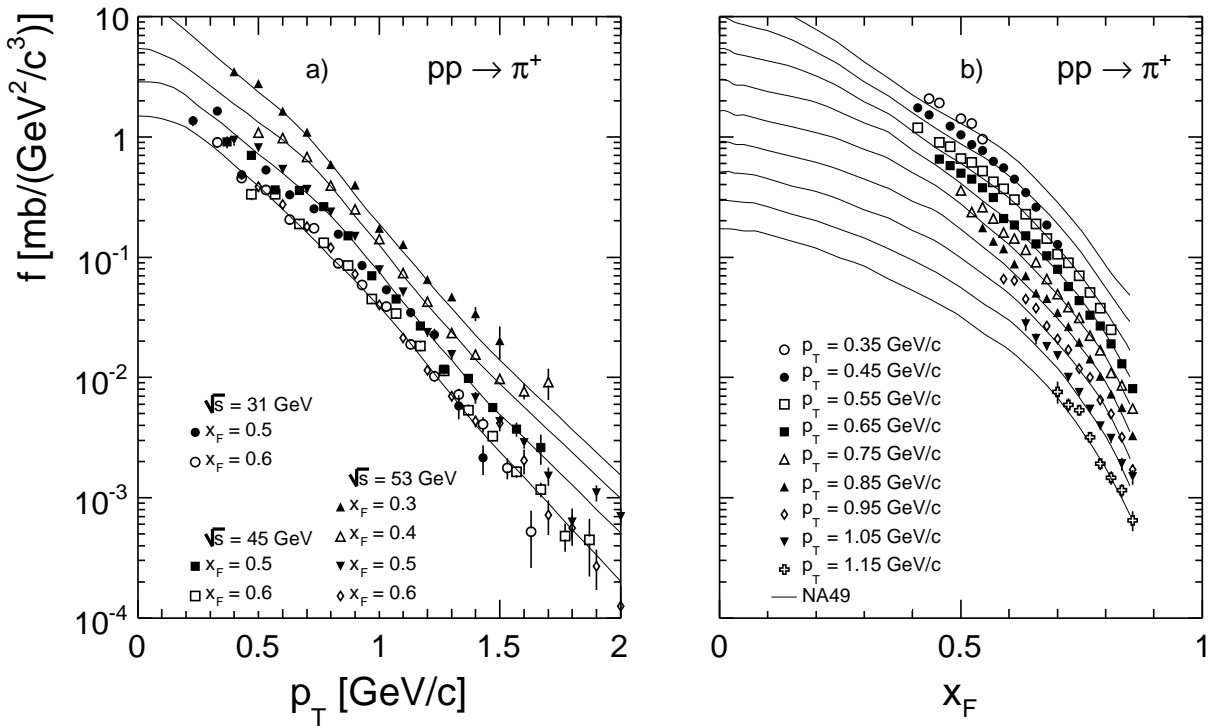 f [mb/(GeV²/c³)]
10
1
10⁻¹
10⁻²
10⁻³
10⁻⁴
a)
pp → π⁺
√s = 31 GeV
x_F = 0.5
x_F = 0.6
√s = 45 GeV
x_F = 0.5
x_F = 0.6
√s = 53 GeV
x_F = 0.3
x_F = 0.4
x_F = 0.5
x_F = 0.6
0 0.5 1 1.5 2
p_T [GeV/c]
b)
pp → π⁺
p_T = 0.35 GeV/c
p_T = 0.45 GeV/c
p_T = 0.55 GeV/c
p_T = 0.65 GeV/c
p_T = 0.75 GeV/c
p_T = 0.85 GeV/c
p_T = 0.95 GeV/c
p_T = 1.05 GeV/c
p_T = 1.15 GeV/c
NA49
0 0.5 1
x_F